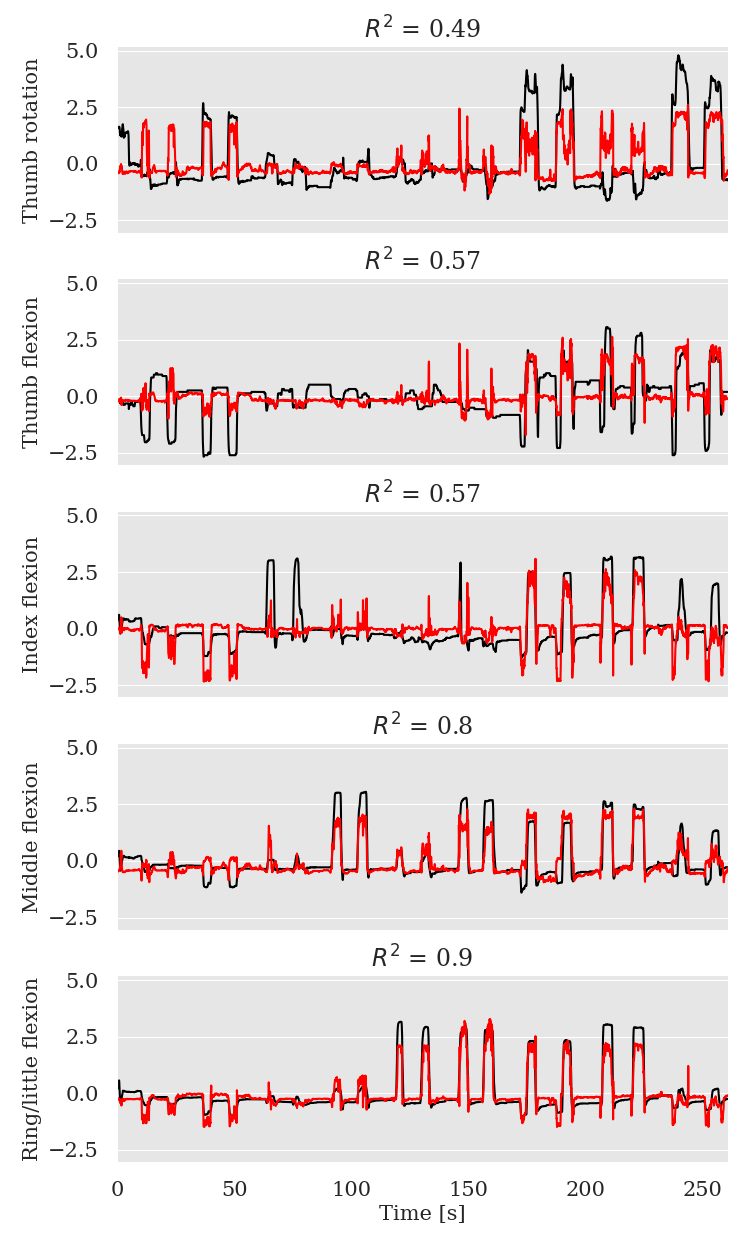 R² = 0.49
Thumb rotation
5.0
2.5
0.0
−2.5
R² = 0.57
Thumb flexion
5.0
2.5
0.0
−2.5
R² = 0.57
Index flexion
5.0
2.5
0.0
−2.5
R² = 0.8
Middle flexion
5.0
2.5
0.0
−2.5
R² = 0.9
Ring/little flexion
5.0
2.5
0.0
−2.5
0 50 100 150 200 250
Time [s]